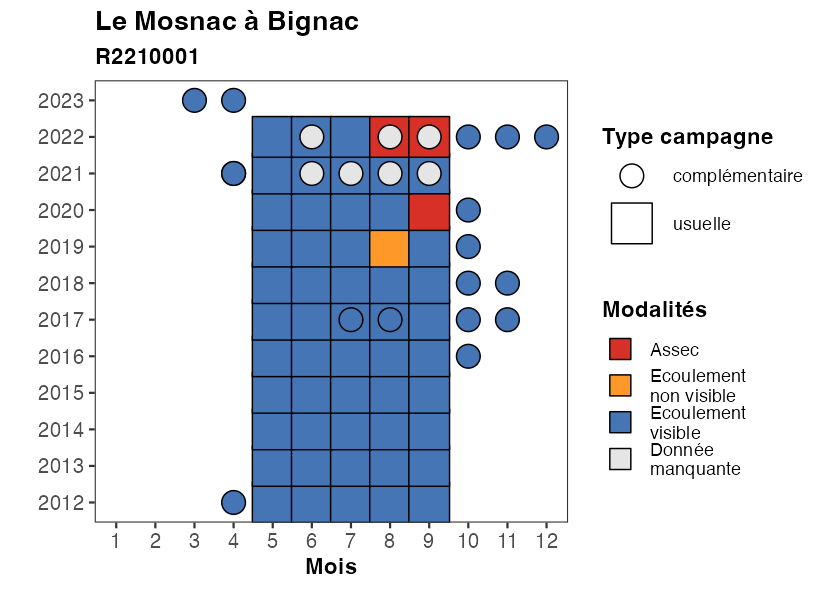 Le Mosnac à Bignac
R2210001
2023
2022
2021
2020
2019
2018
2017
2016
2015
2014
2013
2012
1 2 3 4 5 6 7 8 9 10 11 12
Mois
Type campagne
complémentaire
usuelle
Modalités
Assec
Ecoulement
non visible
Ecoulement
visible
Donnée
manquante